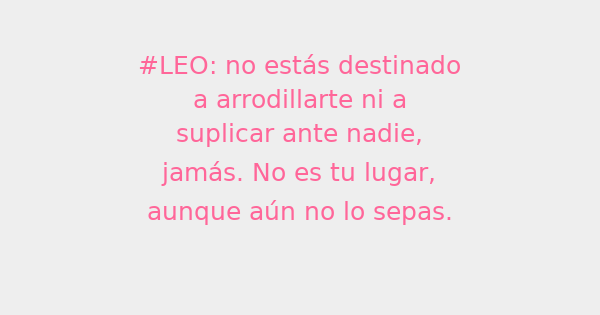 #LEO: no estás destinado
a arrodillarte ni a
suplicar ante nadie,
jamás. No es tu lugar,
aunque aún no lo sepas.